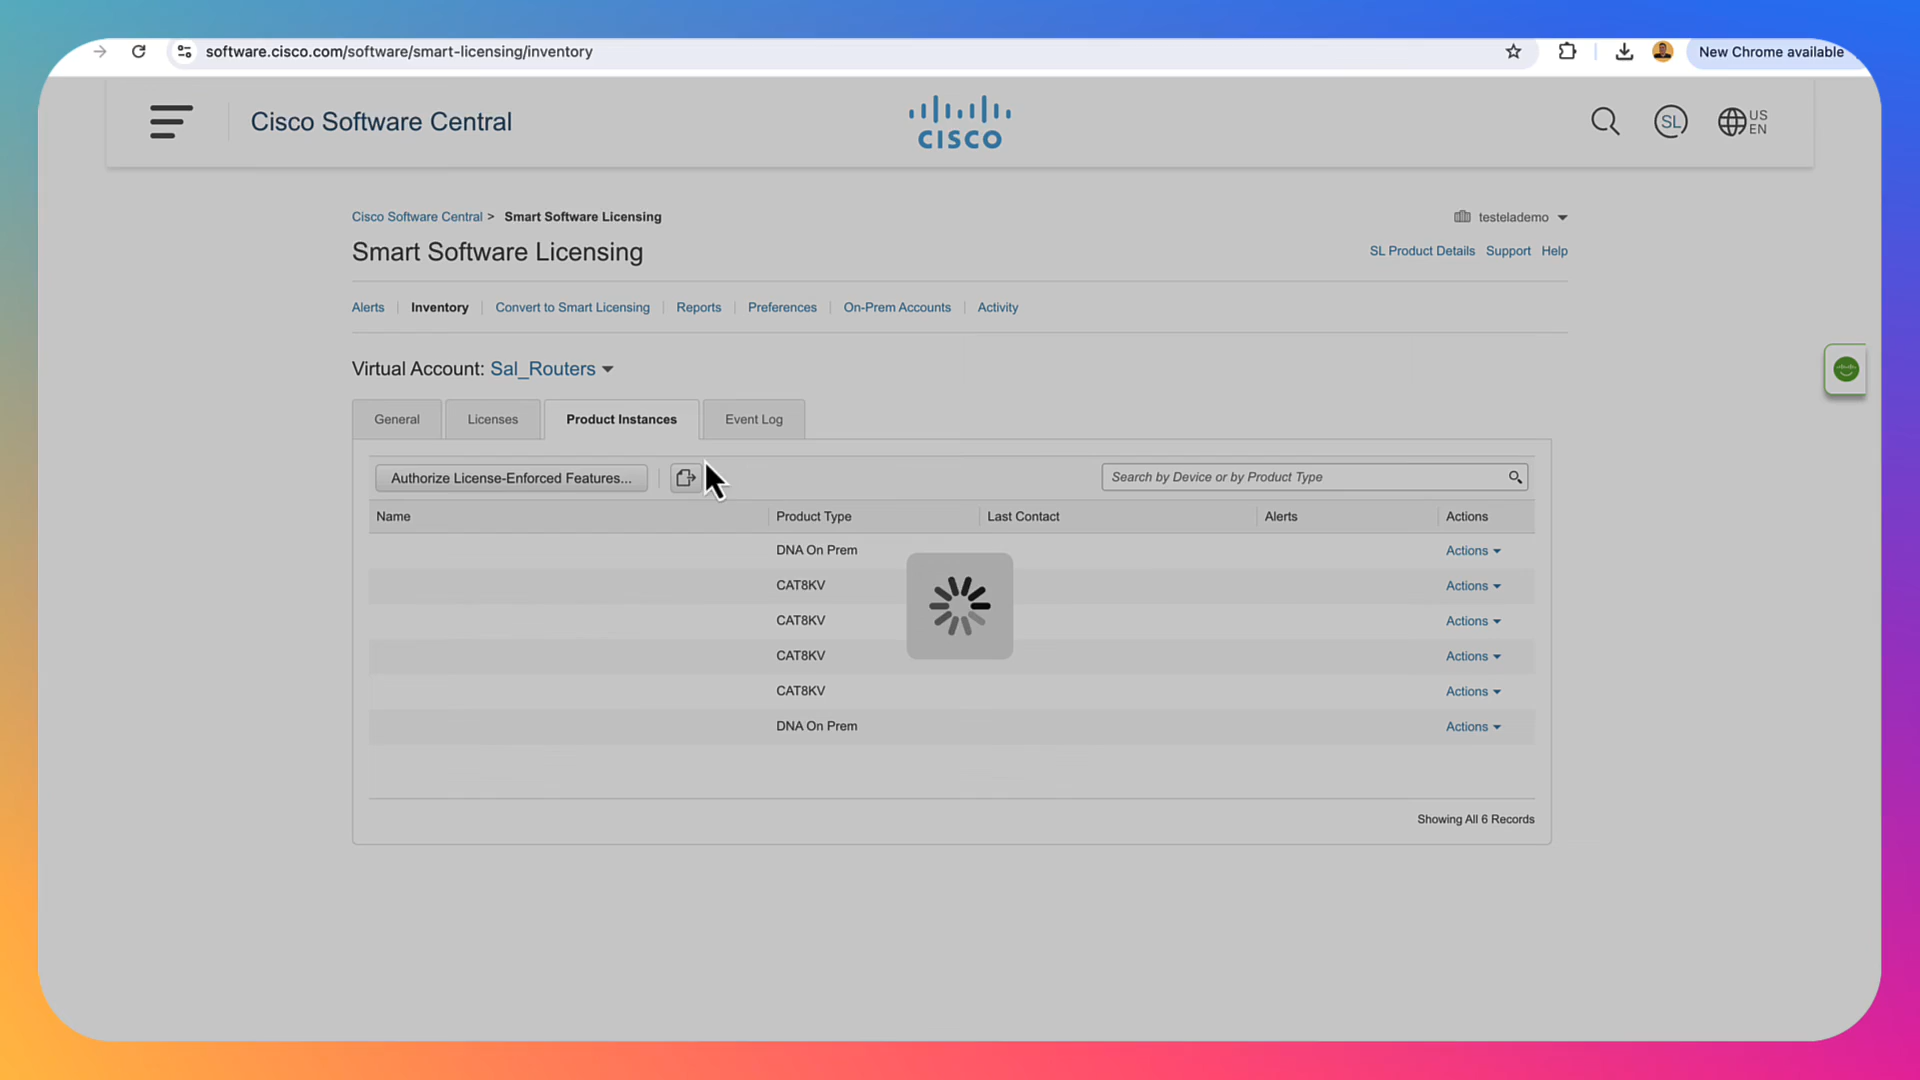 software.cisco.com/software/smart-licensing/inventory
New Chrome available
Cisco Software Central
CISCO
SL
US
EN
Cisco Software Central > Smart Software Licensing
testelademo
Smart Software Licensing
SL Product Details Support Help
Alerts Inventory Convert to Smart Licensing Reports Preferences On-Prem Accounts Activity
Virtual Account: Sal_Routers
General Licenses Product Instances Event Log
Authorize License-Enforced Features...
Search by Device or by Product Type
Name Product Type Last Contact Alerts Actions
DNA On Prem Actions
CAT8KV Actions
CAT8KV Actions
CAT8KV Actions
CAT8KV Actions
DNA On Prem Actions
Showing All 6 Records